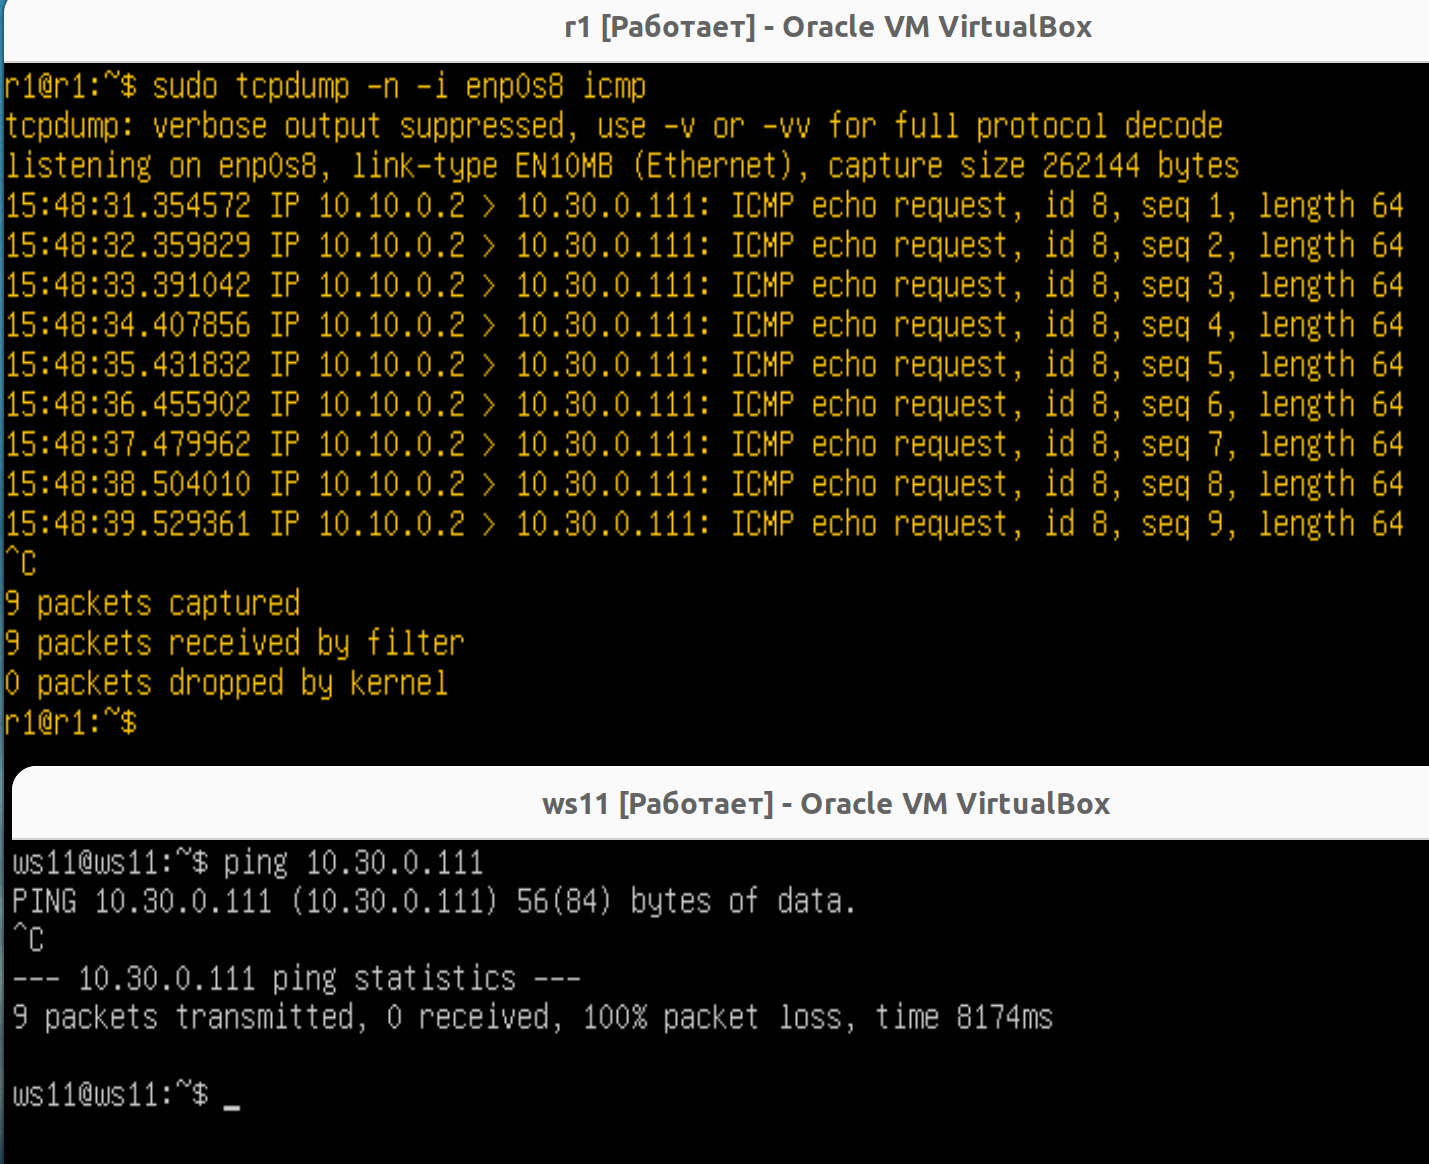 r1 [Работает] - Oracle VM VirtualBox
r1@r1:~$ sudo tcpdump -n -i enp0s8 icmp
tcpdump: verbose output suppressed, use -v or -vv for full protocol decode
listening on enp0s8, link-type EN10MB (Ethernet), capture size 262144 bytes
15:48:31.354572 IP 10.10.0.2 > 10.30.0.111: ICMP echo request, id 8, seq 1, length 64
15:48:32.359829 IP 10.10.0.2 > 10.30.0.111: ICMP echo request, id 8, seq 2, length 64
15:48:33.391042 IP 10.10.0.2 > 10.30.0.111: ICMP echo request, id 8, seq 3, length 64
15:48:34.407856 IP 10.10.0.2 > 10.30.0.111: ICMP echo request, id 8, seq 4, length 64
15:48:35.431832 IP 10.10.0.2 > 10.30.0.111: ICMP echo request, id 8, seq 5, length 64
15:48:36.455902 IP 10.10.0.2 > 10.30.0.111: ICMP echo request, id 8, seq 6, length 64
15:48:37.479962 IP 10.10.0.2 > 10.30.0.111: ICMP echo request, id 8, seq 7, length 64
15:48:38.504010 IP 10.10.0.2 > 10.30.0.111: ICMP echo request, id 8, seq 8, length 64
15:48:39.529361 IP 10.10.0.2 > 10.30.0.111: ICMP echo request, id 8, seq 9, length 64
^C
9 packets captured
9 packets received by filter
0 packets dropped by kernel
r1@r1:~$
ws11 [Работает] - Oracle VM VirtualBox
ws11@ws11:~$ ping 10.30.0.111
PING 10.30.0.111 (10.30.0.111) 56(84) bytes of data.
^C
--- 10.30.0.111 ping statistics ---
9 packets transmitted, 0 received, 100% packet loss, time 8174ms
ws11@ws11:~$ _